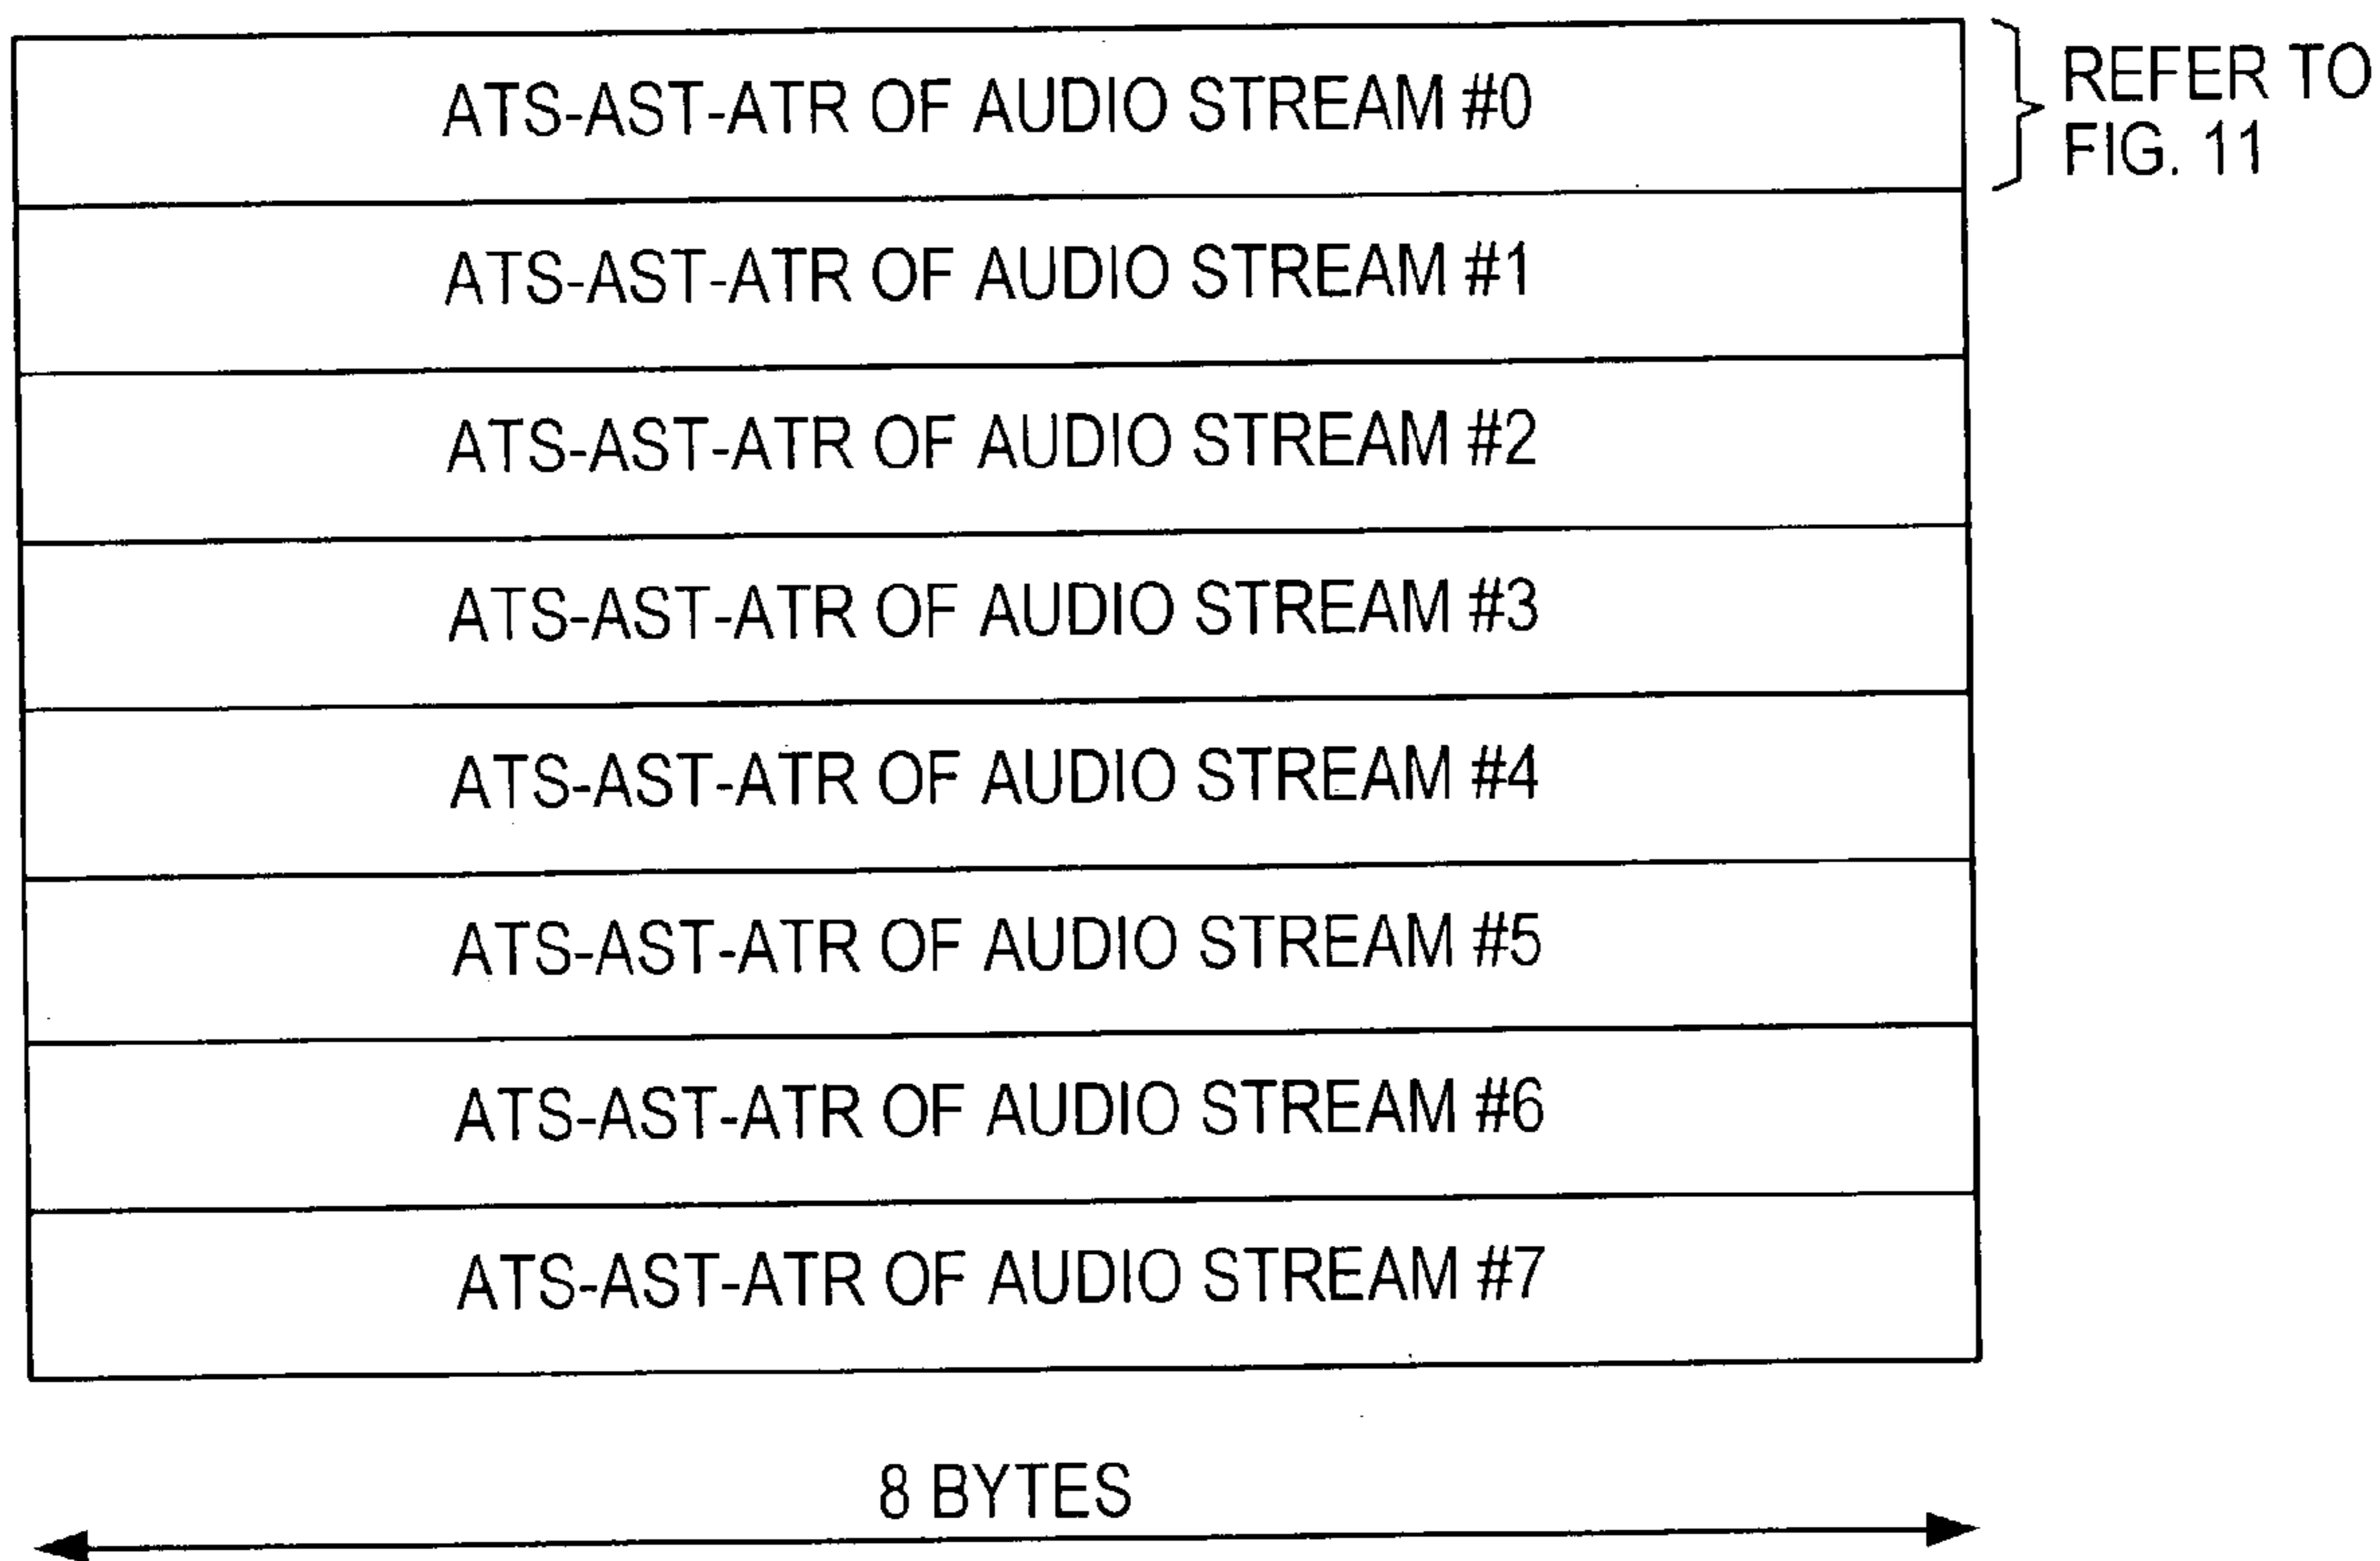 ATS-AST-ATR OF AUDIO STREAM #0
REFER TO
FIG. 11
ATS-AST-ATR OF AUDIO STREAM #1
ATS-AST-ATR OF AUDIO STREAM #2
ATS-AST-ATR OF AUDIO STREAM #3
ATS-AST-ATR OF AUDIO STREAM #4
ATS-AST-ATR OF AUDIO STREAM #5
ATS-AST-ATR OF AUDIO STREAM #6
ATS-AST-ATR OF AUDIO STREAM #7
8 BYTES